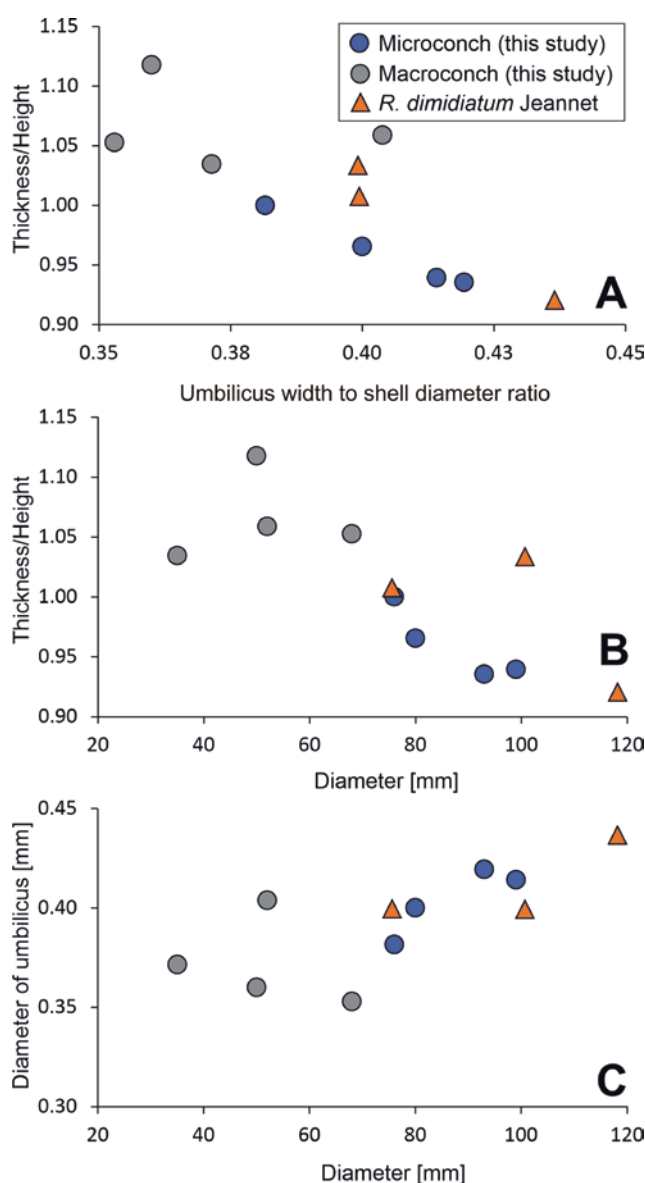 1.15
Microconch (this study)
Macroconch (this study)
R. dimidiatum Jeannet
1.10
1.05
1.00
0.95
0.90
Thickness/Height
A
0.35 0.38 0.40 0.43 0.45
Umbilicus width to shell diameter ratio
1.15
1.10
1.05
1.00
0.95
0.90
Thickness/Height
B
20 40 60 80 100 120
Diameter [mm]
0.45
0.40
0.35
0.30
Diameter of umbilicus [mm]
C
20 40 60 80 100 120
Diameter [mm]